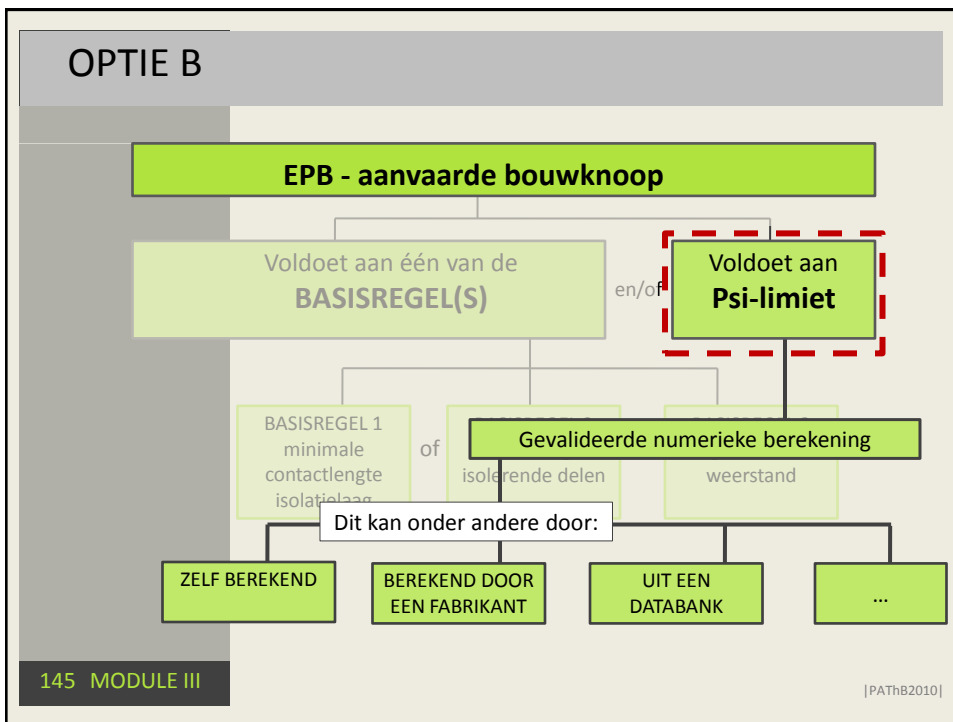 OPTIE B
EPB - aanvaarde bouwknoop
Voldoet aan één van de
BASISREGEL(S)
en/of
Voldoet aan
Psi-limiet
BASISREGEL 1
minimale
contactlengte
isolatielaag
of
isolerende delen
weerstand
Gevalideerde numerieke berekening
Dit kan onder andere door:
ZELF BEREKEND
BEREKEND DOOR
EEN FABRIKANT
UIT EEN
DATABANK
...
145 MODULE III
|PAThB2010|